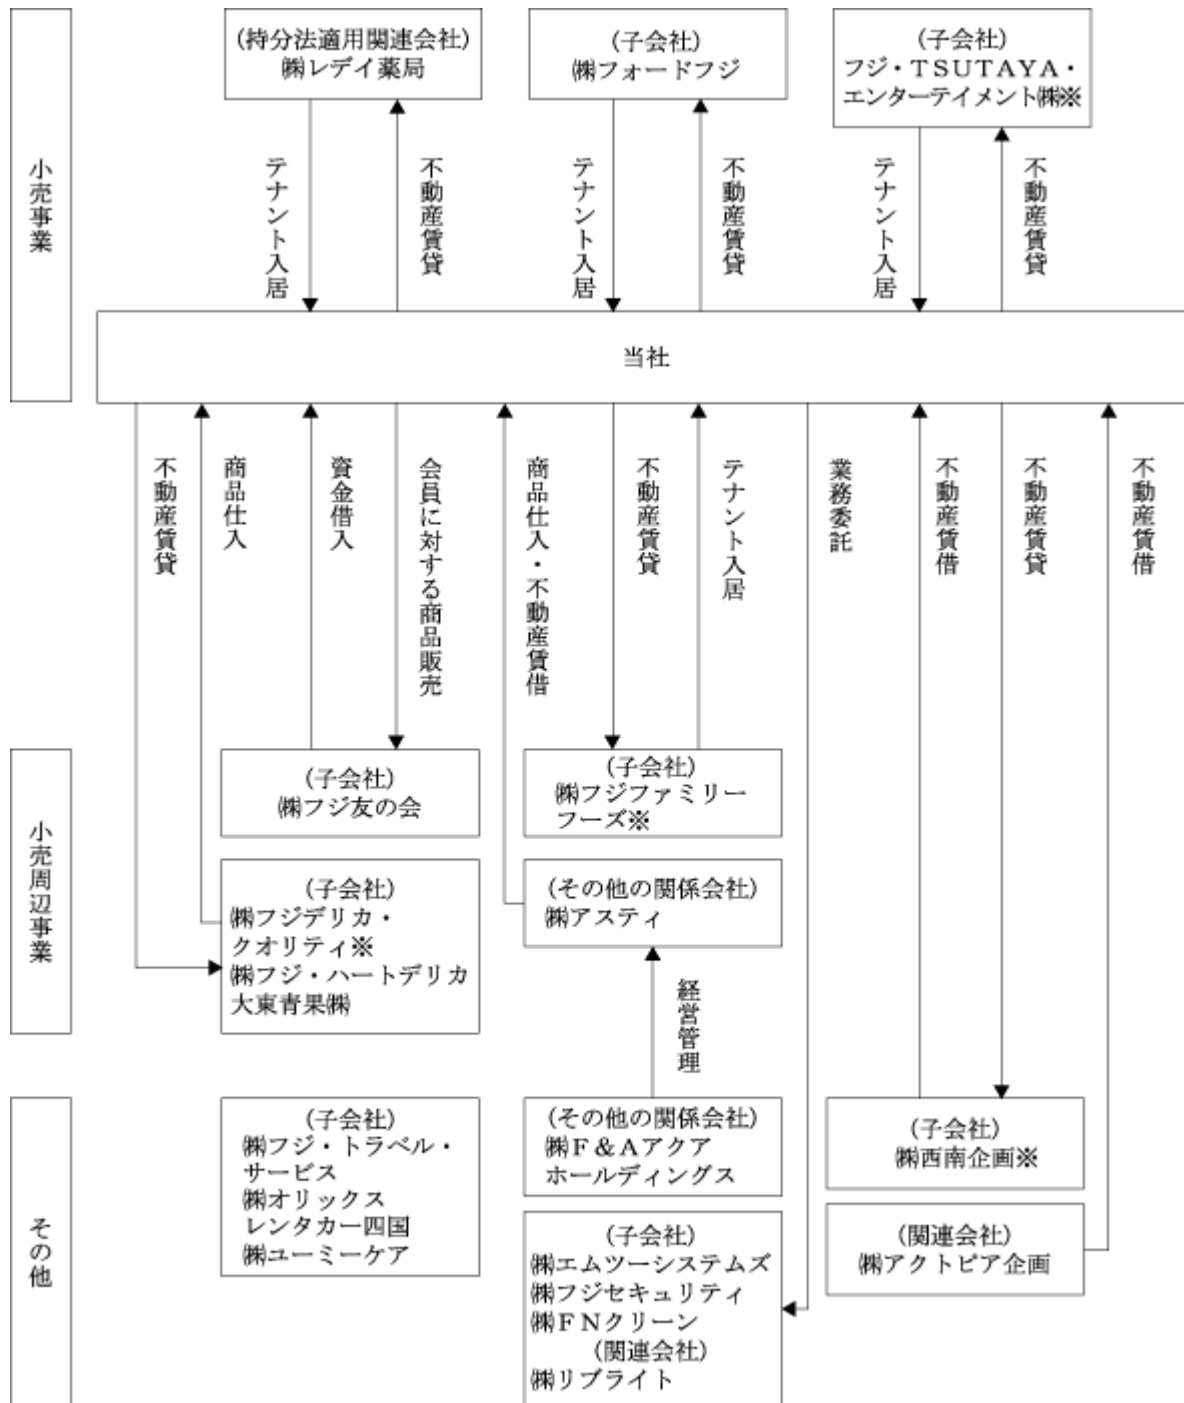 小売事業
(持分法適用関連会社)
㈱レデイ薬局
(子会社)
㈱フォードフジ
(子会社)
フジ・TSUTAYA・
エンターテイメント㈱※
テナント入居
不動産賃貸
テナント入居
不動産賃貸
テナント入居
不動産賃貸
当社
不動産賃貸
商品仕入
資金借入
会員に対する商品販売
商品仕入・不動産賃借
不動産賃貸
テナント入居
業務委託
不動産賃借
不動産賃貸
不動産賃借
小売周辺事業
(子会社)
㈱フジ友の会
(子会社)
㈱フジファミリー
フーズ※
(子会社)
㈱フジデリカ・
クオリティ※
㈱フジ・ハートデリカ
大東青果㈱
(その他の関係会社)
㈱アスティ
経営管理
その他
(子会社)
㈱フジ・トラベル・
サービス
㈱オリックス
レンタカー四国
㈱ユーミーケア
(その他の関係会社)
㈱F&Aアクア
ホールディングス
(子会社)
㈱西南企画※
(子会社)
㈱エムツーシステムズ
㈱フジセキュリティ
㈱FNクリーン
(関連会社)
㈱リブライト
(関連会社)
㈱アクトピア企画